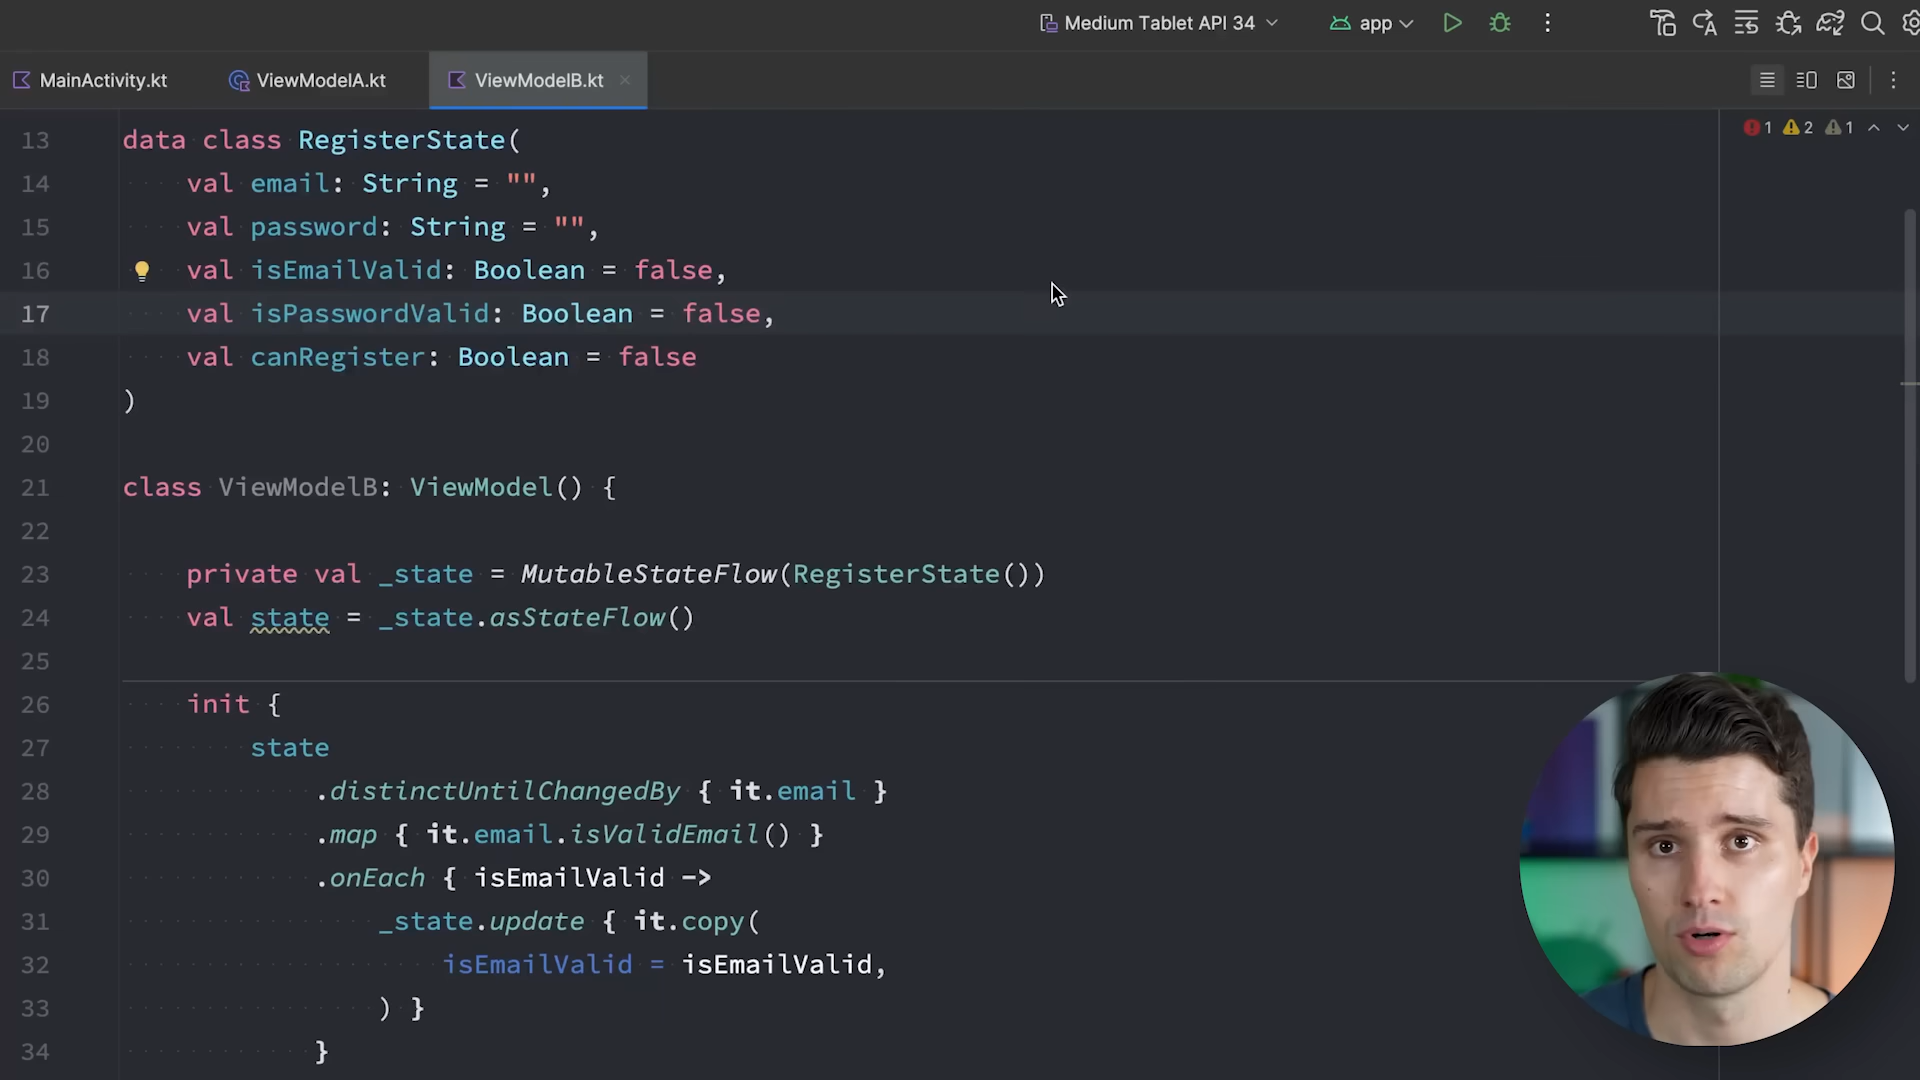 Medium Tablet API 34
app
MainActivity.kt
ViewModelA.kt
ViewModelB.kt
1 2 1
13 data class RegisterState(
14 val email: String = "",
15 val password: String = "",
16 val isEmailValid: Boolean = false,
17 val isPasswordValid: Boolean = false,
18 val canRegister: Boolean = false
19 )
20
21 class ViewModelB: ViewModel() {
22
23 private val _state = MutableStateFlow(RegisterState())
24 val state = _state.asStateFlow()
25
26 init {
27 state
28 .distinctUntilChangedBy { it.email }
29 .map { it.email.isValidEmail() }
30 .onEach { isEmailValid ->
31 _state.update { it.copy(
32 isEmailValid = isEmailValid,
33 ) }
34 }